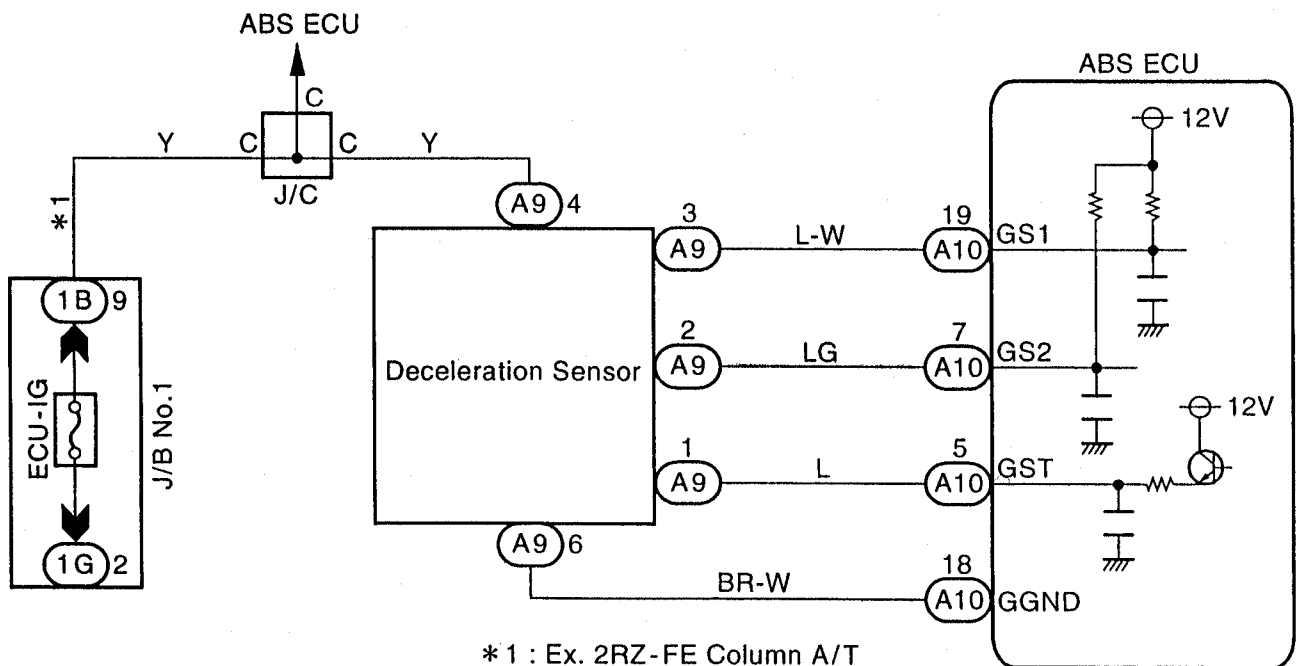 ABS ECU
C
Y C C Y
J/C
*1
A9 4
1B 9
ECU-IG
J/B No.1
1G 2
Deceleration Sensor
3
A9
L-W
2
A9
LG
1
A9
L
A9 6
BR-W
ABS ECU
12V
19
A10 GS1
7
A10 GS2
12V
5
A10 GST
18
A10 GGND
*1 : Ex. 2RZ-FE Column A/T